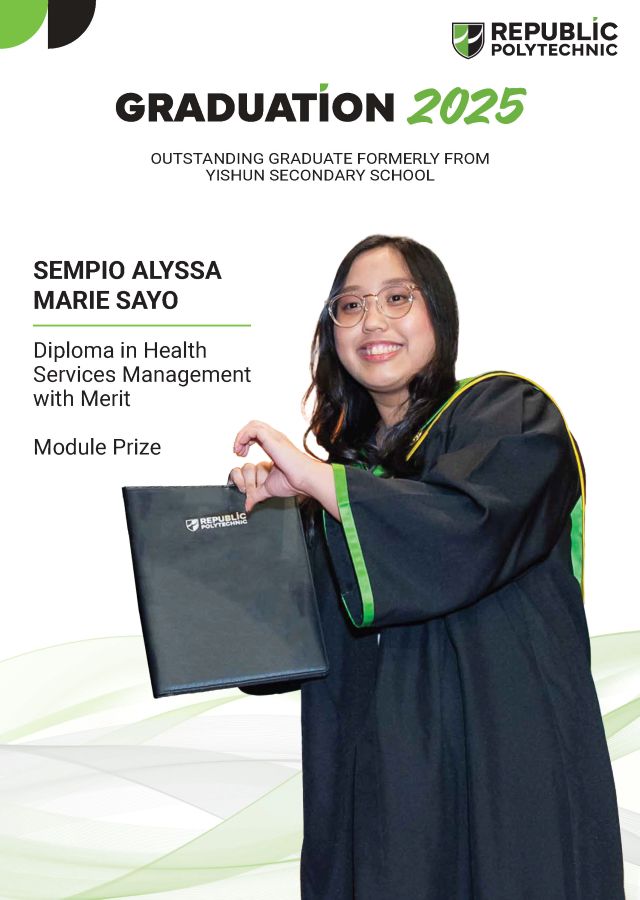 REPUBLIC
POLYTECHNIC
GRADUATION 2025
OUTSTANDING GRADUATE FORMERLY FROM
YISHUN SECONDARY SCHOOL
SEMPIO ALYSSA
MARIE SAYO
Diploma in Health
Services Management
with Merit
Module Prize
REPUBLIC
POLYTECHNIC